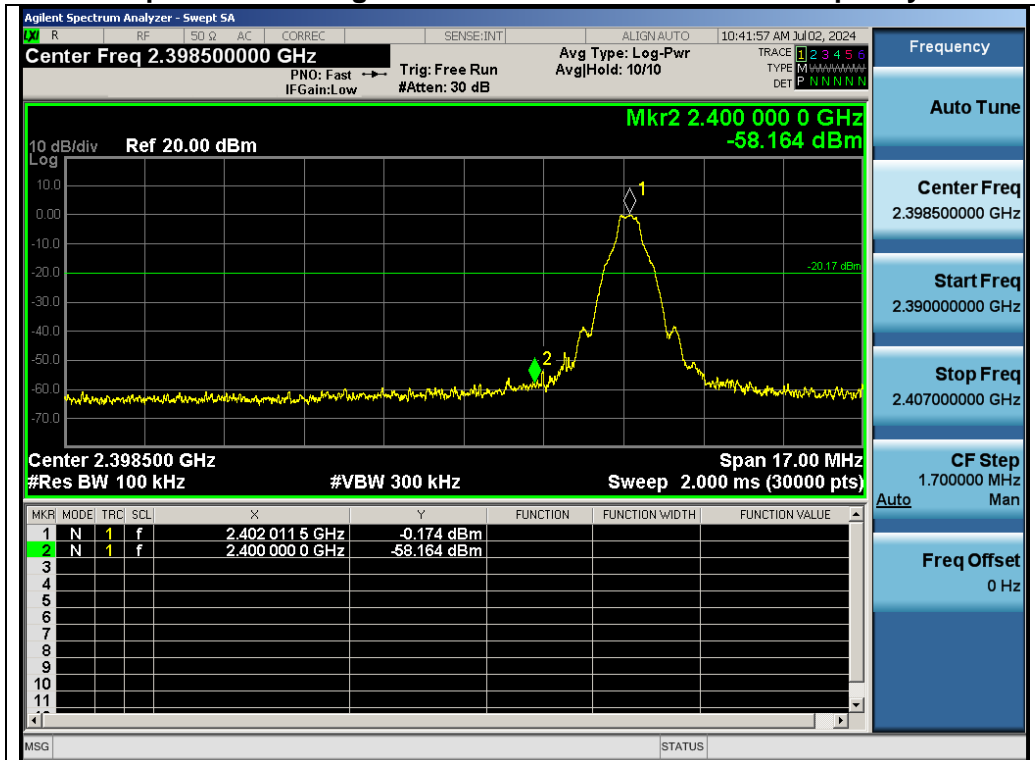 Agilent Spectrum Analyzer - Swept SA
LXI R RF 50 Ω AC CORREC SENSE:INT ALIGN AUTO 10:41:57 AM Jul 02, 2024
Center Freq 2.398500000 GHz
PNO: Fast
IFGain:Low
Trig: Free Run
#Atten: 30 dB
Avg Type: Log-Pwr
Avg|Hold: 10/10
TRACE 1 2 3 4 5 6
TYPE M WWWWW
DET P N N N N N
Mkr2 2.400 000 0 GHz
-58.164 dBm
10 dB/div Ref 20.00 dBm
Log
10.0
0.00
-10.0
-20.0
-30.0
-40.0
-50.0
-60.0
-70.0
1
-20.17 dBm
2
Center 2.398500 GHz Span 17.00 MHz
#Res BW 100 kHz #VBW 300 kHz Sweep 2.000 ms (30000 pts)
MKR MODE TRC SCL X Y FUNCTION FUNCTION WIDTH FUNCTION VALUE
1 N 1 f 2.402 011 5 GHz -0.174 dBm
2 N 1 f 2.400 000 0 GHz -58.164 dBm
3
4
5
6
7
8
9
10
11
MSG STATUS
Frequency
Auto Tune
Center Freq
2.398500000 GHz
Start Freq
2.390000000 GHz
Stop Freq
2.407000000 GHz
CF Step
1.700000 MHz
Auto Man
Freq Offset
0 Hz